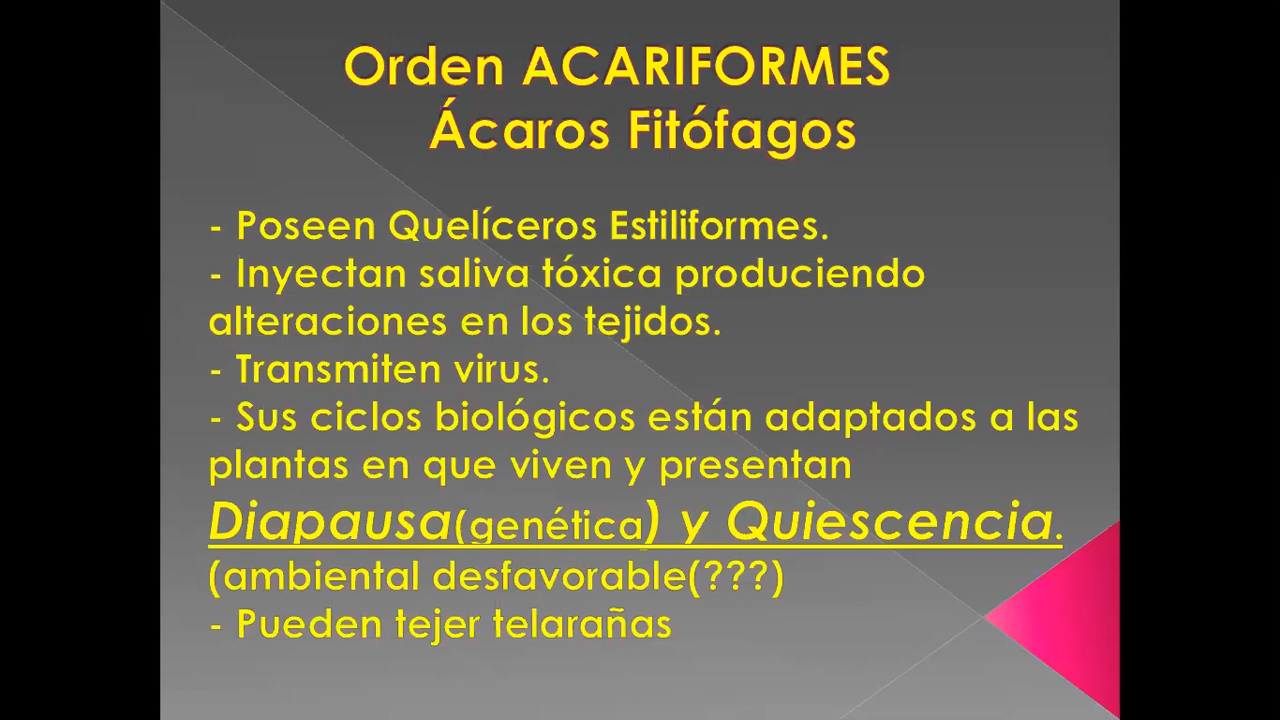 Orden ACARIFORMES
Ácaros Fitófagos
- Poseen Quelíceros Estiliformes.
- Inyectan saliva tóxica produciendo
alteraciones en los tejidos.
- Transmiten virus.
- Sus ciclos biológicos están adaptados a las
plantas en que viven y presentan
Diapausa(genética) y Quiescencia.
(ambiental desfavorable(???)
- Pueden tejer telarañas